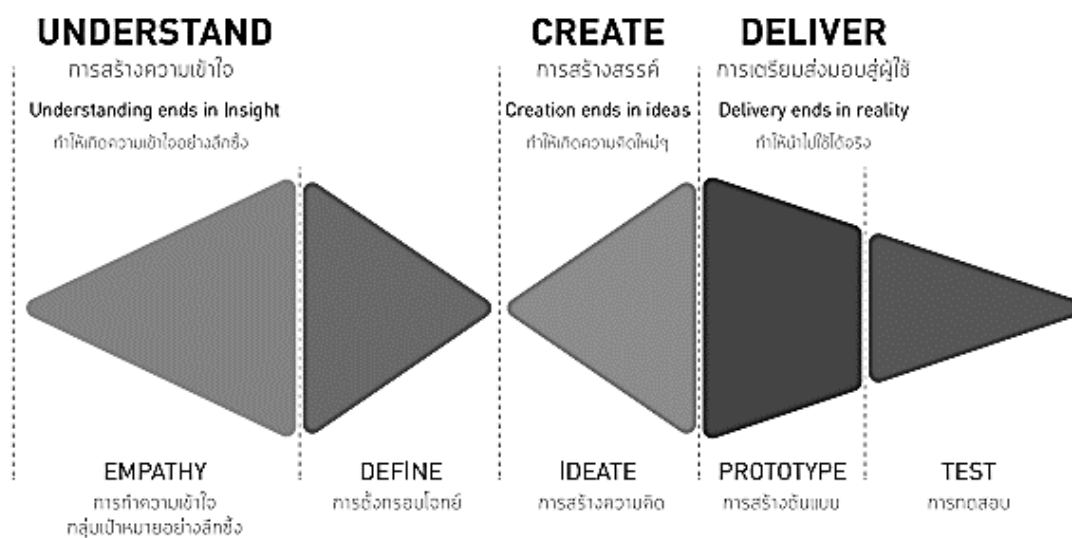 UNDERSTAND
การสร้างความเข้าใจ
Understanding ends in Insight
ทำให้เกิดความเข้าใจอย่างลึกซึ้ง
CREATE
การสร้างสรรค์
Creation ends in ideas
ทำให้เกิดความคิดใหม่ๆ
DELIVER
การเตรียมส่งมอบสู่ผู้ใช้
Delivery ends in reality
ทำให้นำไปใช้ได้จริง
EMPATHY
การทำความเข้าใจ
กลุ่มเป้าหมายอย่างลึกซึ้ง
DEFINE
การตั้งกรอบโจทย์
IDEATE
การสร้างความคิด
PROTOTYPE
การสร้างต้นแบบ
TEST
การทดสอบ